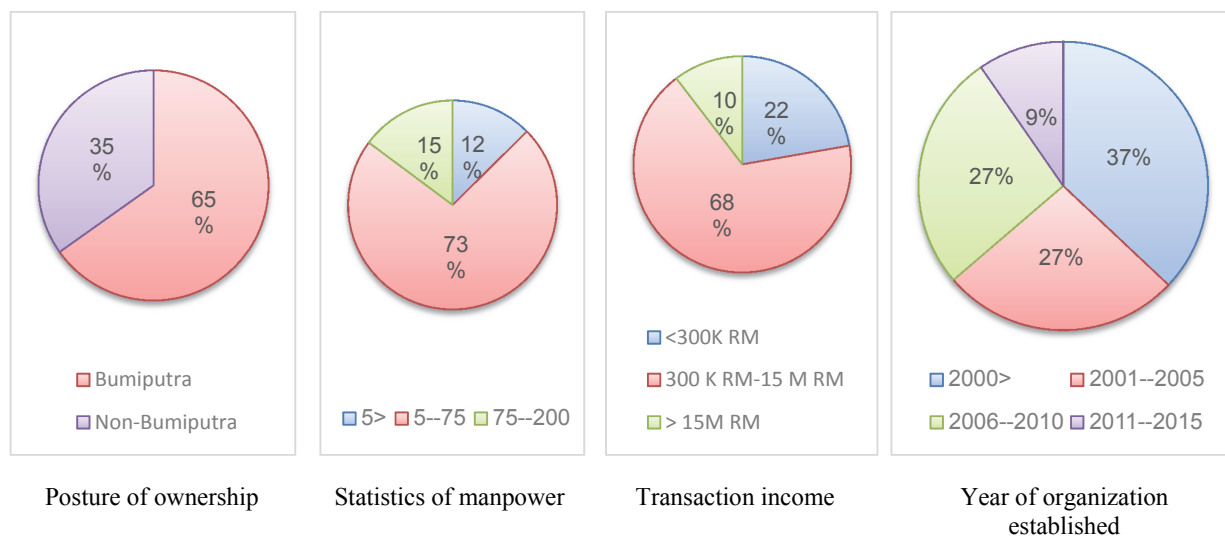 35
%
65
%
Bumiputra
Non-Bumiputra
Posture of ownership
15
%
12
%
73
%
5> 5--75 75--200
Statistics of manpower
10
%
22
%
68
%
<300K RM
300 K RM-15 M RM
> 15M RM
Transaction income
9%
37%
27%
27%
2000> 2001--2005
2006--2010 2011--2015
Year of organization
established